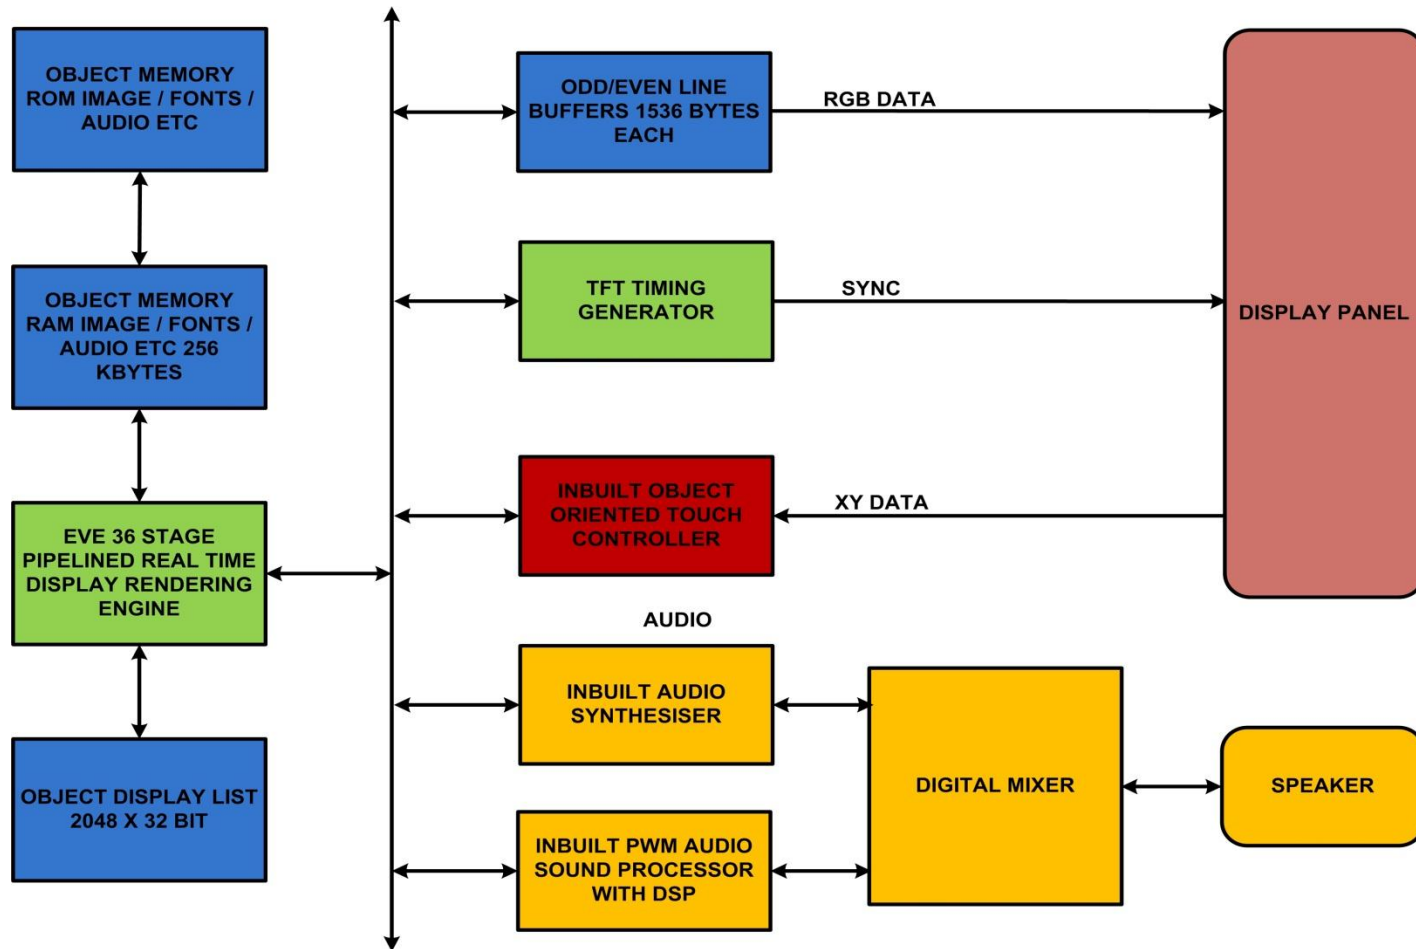 OBJECT MEMORY
ROM IMAGE / FONTS /
AUDIO ETC
OBJECT MEMORY
RAM IMAGE / FONTS /
AUDIO ETC 256
KBYTES
EVE 36 STAGE
PIPELINED REAL TIME
DISPLAY RENDERING
ENGINE
OBJECT DISPLAY LIST
2048 X 32 BIT
ODD/EVEN LINE
BUFFERS 1536 BYTES
EACH
RGB DATA
TFT TIMING
GENERATOR
SYNC
INBUILT OBJECT
ORIENTED TOUCH
CONTROLLER
XY DATA
DISPLAY PANEL
AUDIO
INBUILT AUDIO
SYNTHESISER
INBUILT PWM AUDIO
SOUND PROCESSOR
WITH DSP
DIGITAL MIXER
SPEAKER